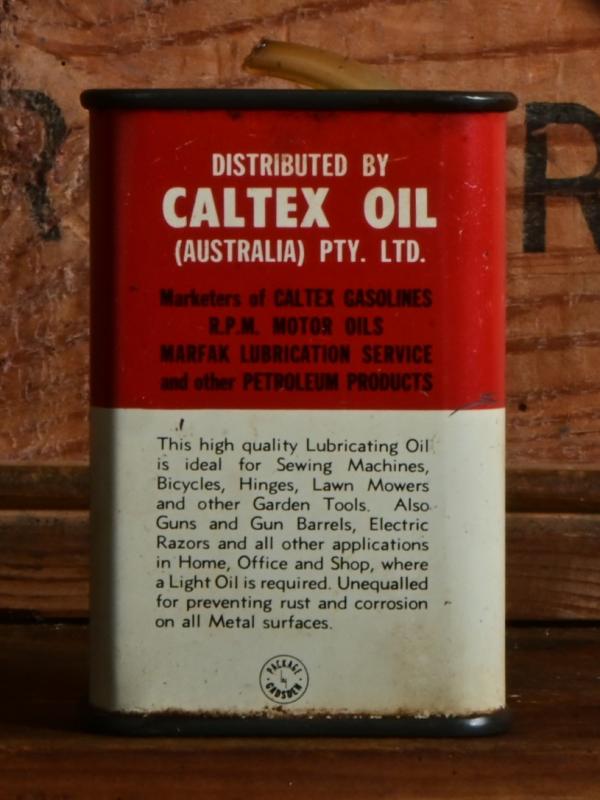 DISTRIBUTED BY
CALTEX OIL
(AUSTRALIA) PTY. LTD.
Marketers of CALTEX GASOLINES
R.P.M. MOTOR OILS
MARFAK LUBRICATION SERVICE
and other PETROLEUM PRODUCTS
This high quality Lubricating Oil
is ideal for Sewing Machines,
Bicycles, Hinges, Lawn Mowers
and other Garden Tools. Also
Guns and Gun Barrels, Electric
Razors and all other applications
in Home, Office and Shop, where
a Light Oil is required. Unequalled
for preventing rust and corrosion
on all Metal surfaces.
PACKAGE
by
GADSDEN
R